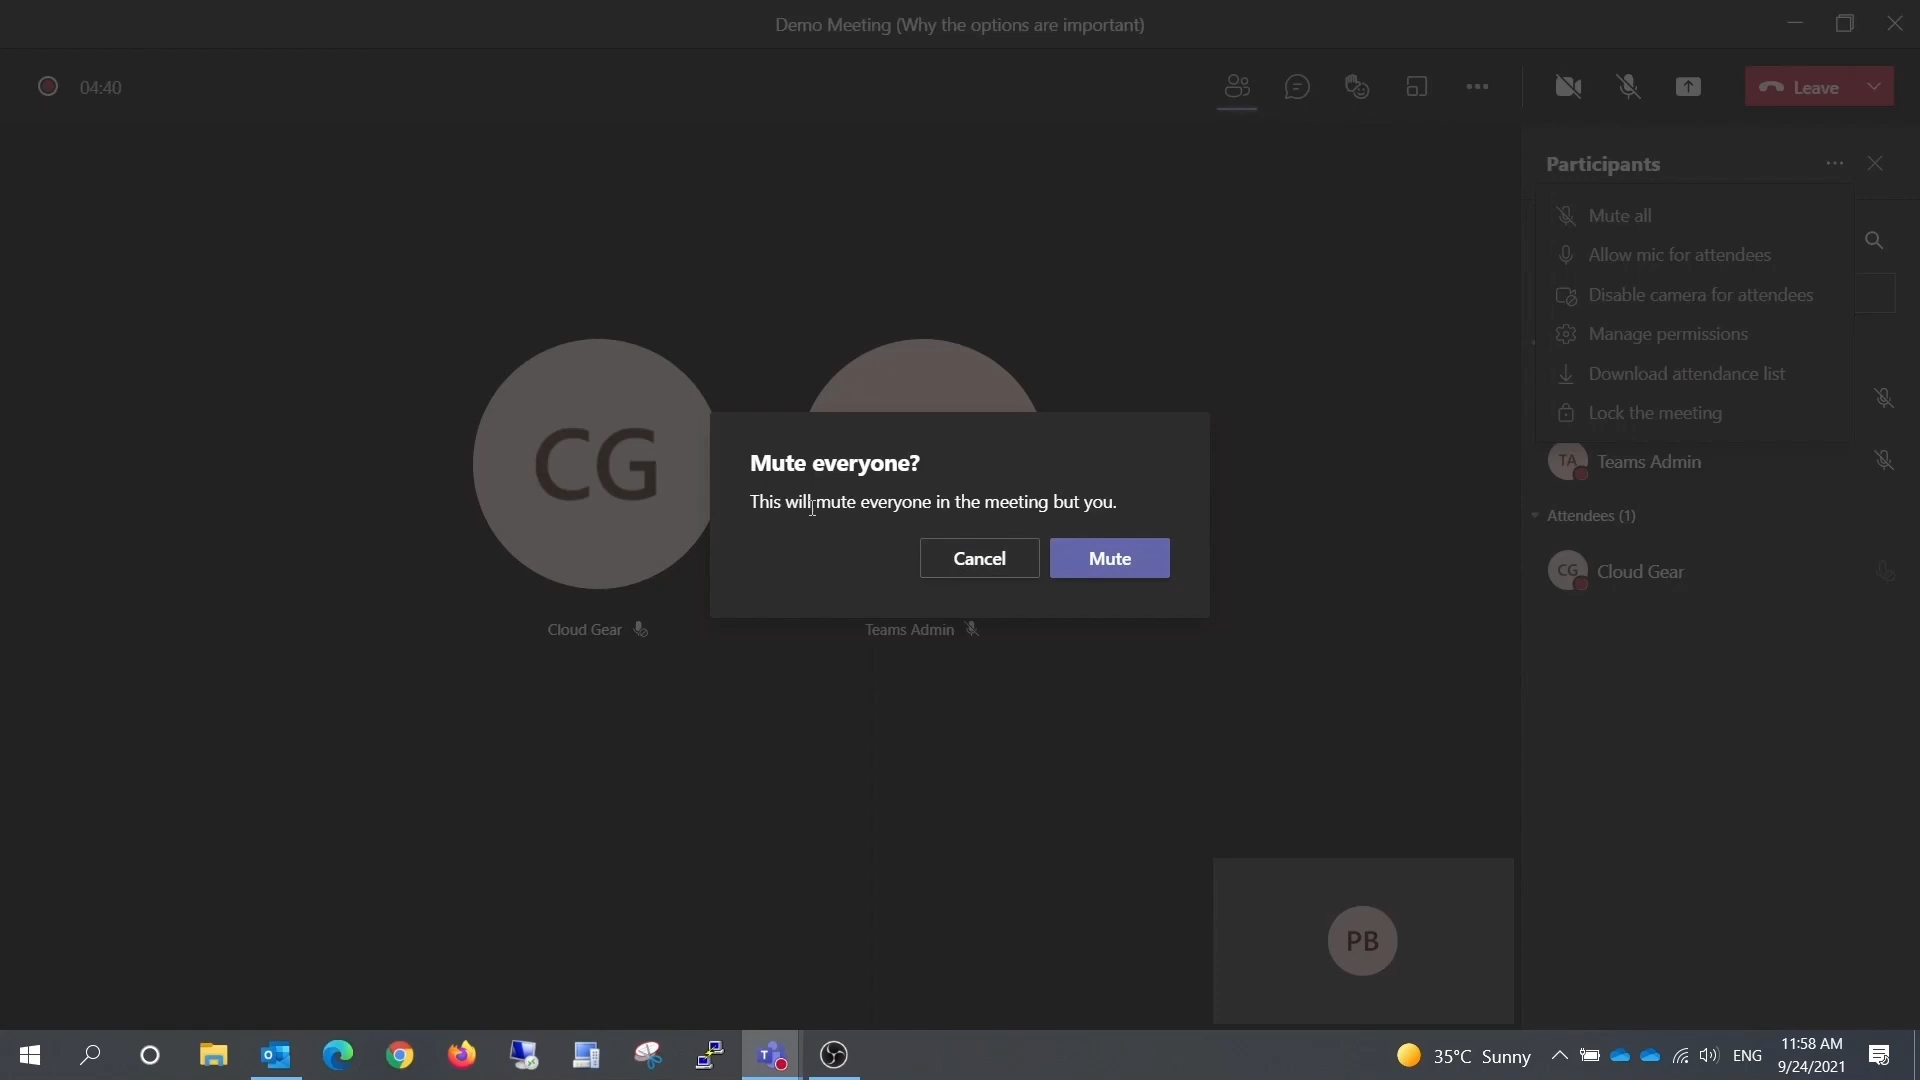 Demo Meeting (Why the options are important)
04:40
Leave
Participants
Mute all
Allow mic for attendees
Disable camera for attendees
Manage permissions
Download attendance list
Lock the meeting
TA Teams Admin
Attendees (1)
CG Cloud Gear
CG
Mute everyone?
This will mute everyone in the meeting but you.
Cancel Mute
Cloud Gear
Teams Admin
PB
35°C Sunny
ENG
11:58 AM
9/24/2021